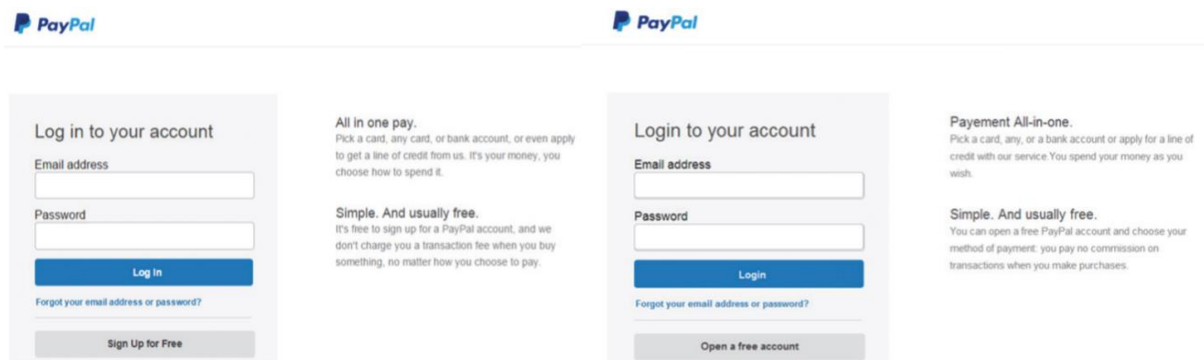 PayPal
Log in to your account
Email address
Password
Log In
Forgot your email address or password?
Sign Up for Free
All in one pay.
Pick a card, any card, or bank account, or even apply
to get a line of credit from us. It's your money, you
choose how to spend it.
Simple. And usually free.
It's free to sign up for a PayPal account, and we
don't charge you a transaction fee when you buy
something, no matter how you choose to pay.
PayPal
Login to your account
Email address
Password
Login
Forgot your email address or password?
Open a free account
Payement All-in-one.
Pick a card, any, or a bank account or apply for a line of
credit with our service.You spend your money as you
wish.
Simple. And usually free.
You can open a free PayPal account and choose your
method of payment: you pay no commission on
transactions when you make purchases.